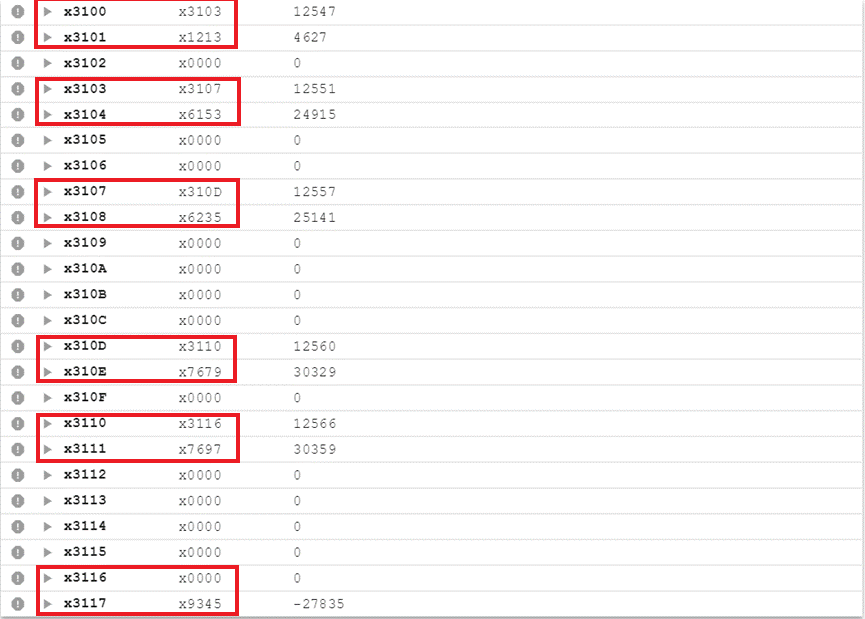 x3100 x3103 12547
x3101 x1213 4627
x3102 x0000 0
x3103 x3107 12551
x3104 x6153 24915
x3105 x0000 0
x3106 x0000 0
x3107 x310D 12557
x3108 x6235 25141
x3109 x0000 0
x310A x0000 0
x310B x0000 0
x310C x0000 0
x310D x3110 12560
x310E x7679 30329
x310F x0000 0
x3110 x3116 12566
x3111 x7697 30359
x3112 x0000 0
x3113 x0000 0
x3114 x0000 0
x3115 x0000 0
x3116 x0000 0
x3117 x9345 -27835